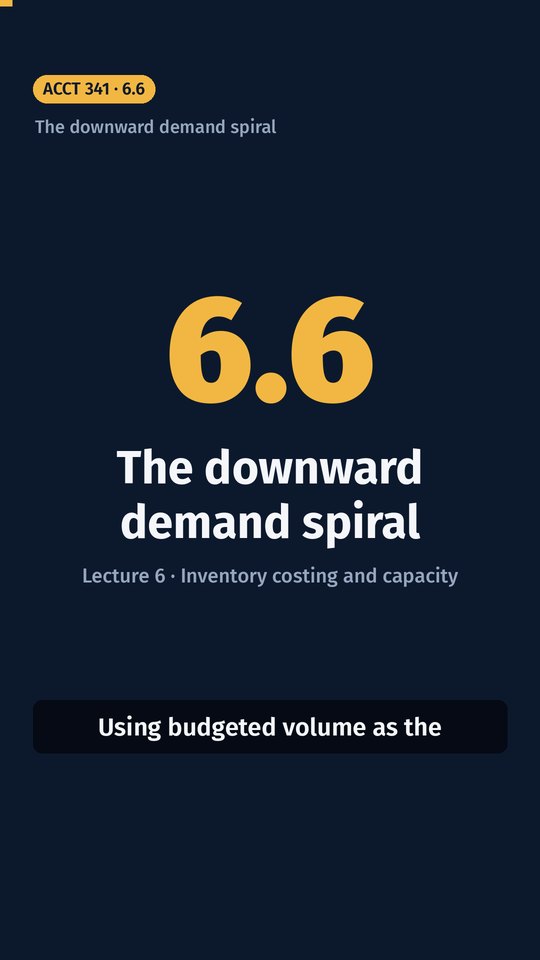 ACCT 341 · 6.6
The downward demand spiral
6.6
The downward
demand spiral
Lecture 6 · Inventory costing and capacity
Using budgeted volume as the